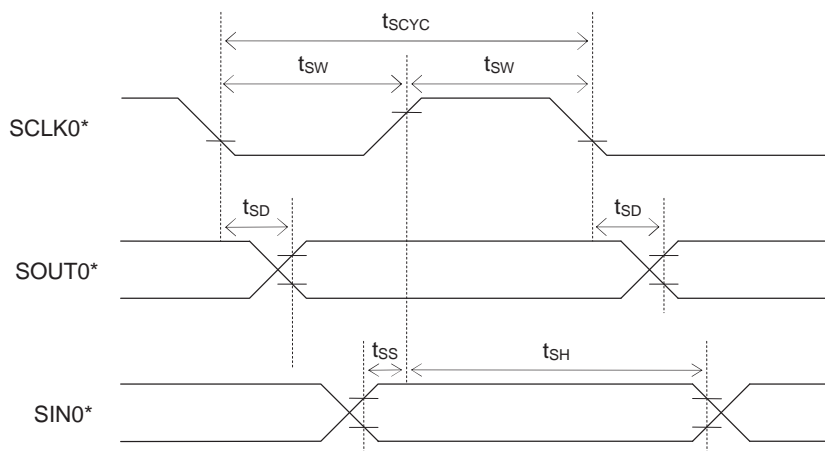 tSCYC
tSW tSW
SCLK0*
tSD tSD
SOUT0*
tSS tSH
SIN0*